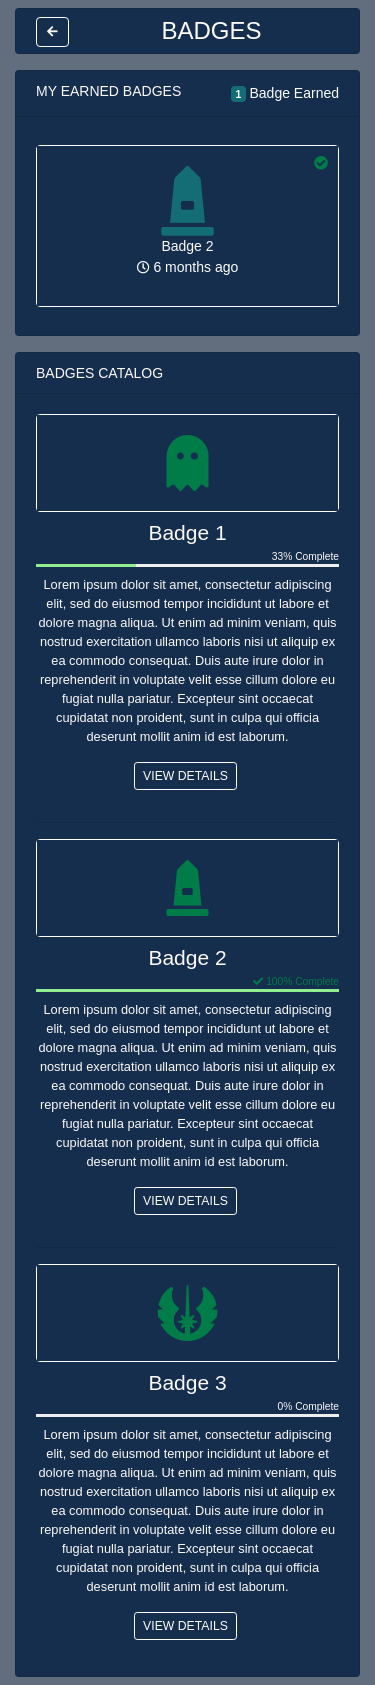 BADGES
MY EARNED BADGES
1 Badge Earned
Badge 2
6 months ago
BADGES CATALOG
Badge 1
33% Complete
Lorem ipsum dolor sit amet, consectetur adipiscing
elit, sed do eiusmod tempor incididunt ut labore et
dolore magna aliqua. Ut enim ad minim veniam, quis
nostrud exercitation ullamco laboris nisi ut aliquip ex
ea commodo consequat. Duis aute irure dolor in
reprehenderit in voluptate velit esse cillum dolore eu
fugiat nulla pariatur. Excepteur sint occaecat
cupidatat non proident, sunt in culpa qui officia
deserunt mollit anim id est laborum.
VIEW DETAILS
Badge 2
100% Complete
Lorem ipsum dolor sit amet, consectetur adipiscing
elit, sed do eiusmod tempor incididunt ut labore et
dolore magna aliqua. Ut enim ad minim veniam, quis
nostrud exercitation ullamco laboris nisi ut aliquip ex
ea commodo consequat. Duis aute irure dolor in
reprehenderit in voluptate velit esse cillum dolore eu
fugiat nulla pariatur. Excepteur sint occaecat
cupidatat non proident, sunt in culpa qui officia
deserunt mollit anim id est laborum.
VIEW DETAILS
Badge 3
0% Complete
Lorem ipsum dolor sit amet, consectetur adipiscing
elit, sed do eiusmod tempor incididunt ut labore et
dolore magna aliqua. Ut enim ad minim veniam, quis
nostrud exercitation ullamco laboris nisi ut aliquip ex
ea commodo consequat. Duis aute irure dolor in
reprehenderit in voluptate velit esse cillum dolore eu
fugiat nulla pariatur. Excepteur sint occaecat
cupidatat non proident, sunt in culpa qui officia
deserunt mollit anim id est laborum.
VIEW DETAILS